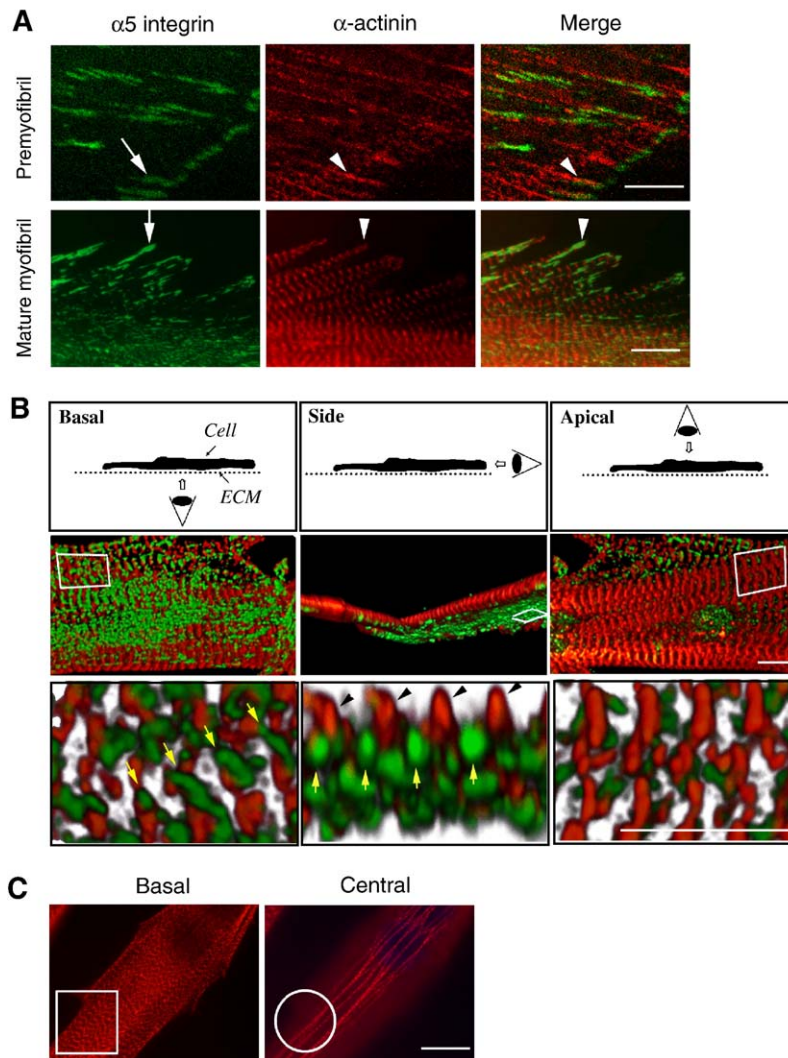 A
α5 integrin
α-actinin
Merge
Premyofibril
Mature myofibril
B
Basal
Cell
ECM
Side
Apical
C
Basal
Central